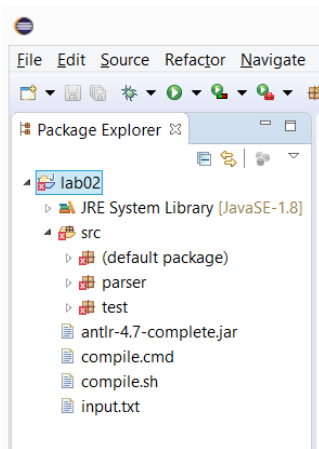 File Edit Source Refactor Navigate
Package Explorer
lab02
JRE System Library [JavaSE-1.8]
src
(default package)
parser
test
antlr-4.7-complete.jar
compile.cmd
compile.sh
input.txt